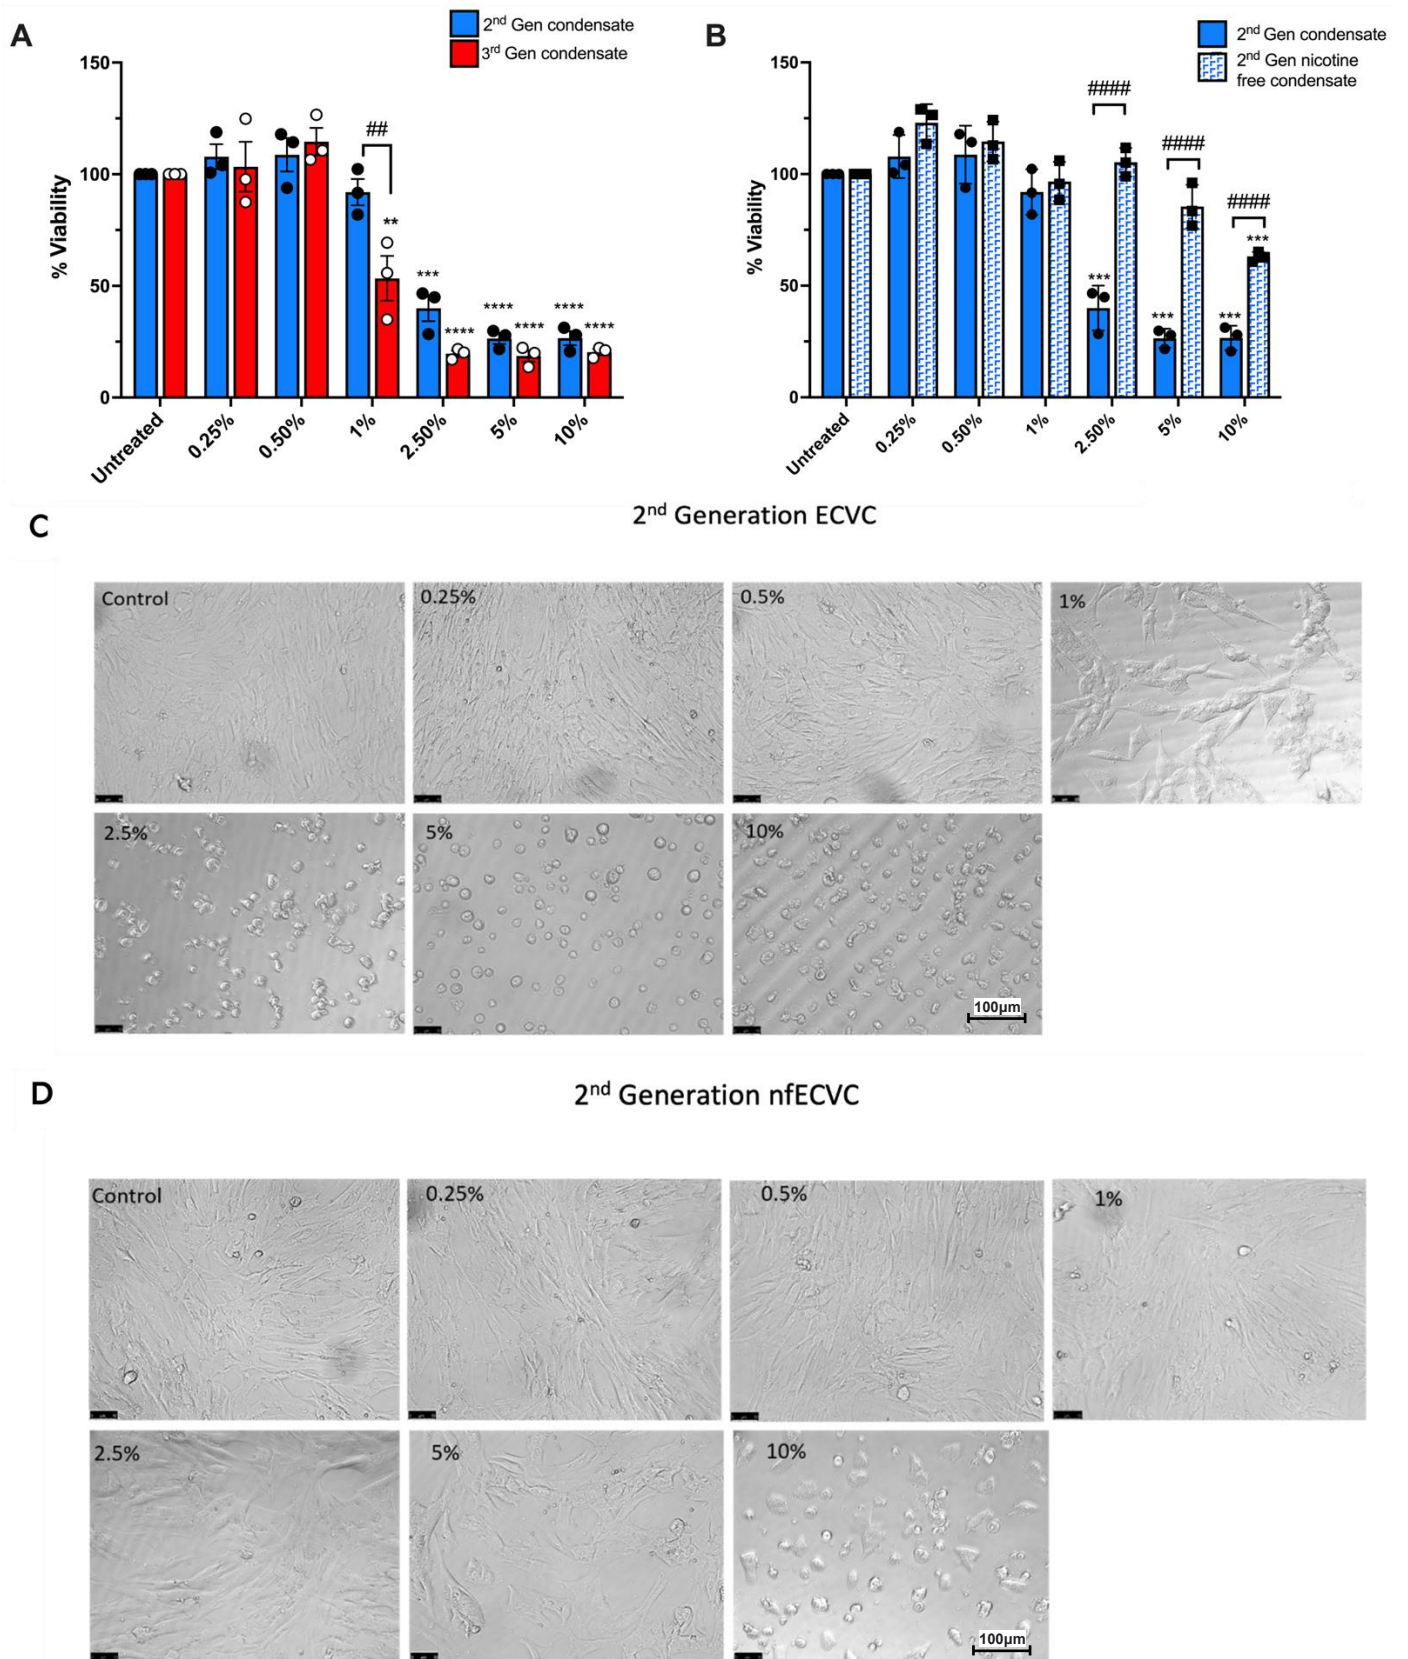 A
2nd Gen condensate
3rd Gen condensate
% Viability
150
100
50
0
##
**
***
****
****
****
****
****
Untreated
0.25%
0.50%
1%
2.50%
5%
10%
B
2nd Gen condensate
2nd Gen nicotine
free condensate
% Viability
150
100
50
0
####
####
####
***
***
***
***
Untreated
0.25%
0.50%
1%
2.50%
5%
10%
C
2nd Generation ECVC
Control
0.25%
0.5%
1%
2.5%
5%
10%
100µm
D
2nd Generation nfECVC
Control
0.25%
0.5%
1%
2.5%
5%
10%
100µm